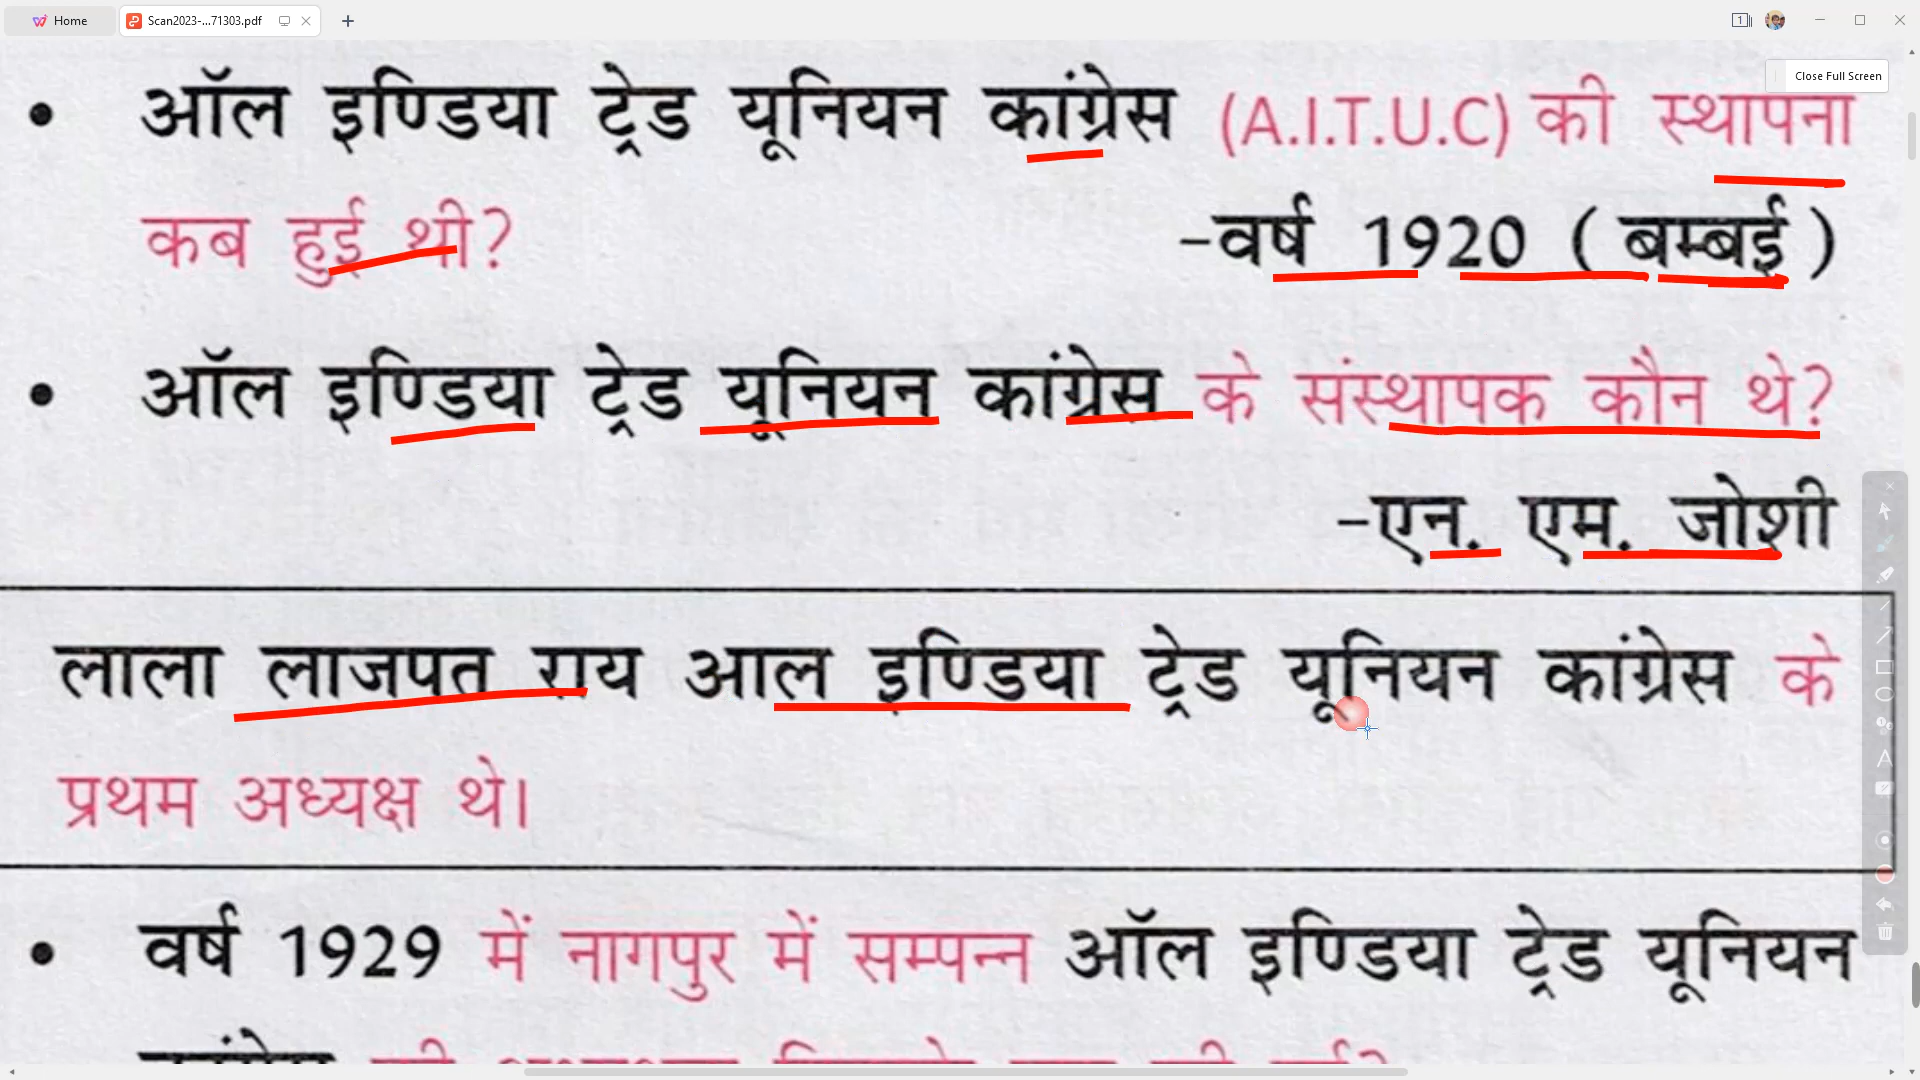 Home
Scan2023-...71303.pdf
1
Close Full Screen
• ऑल इण्डिया ट्रेड यूनियन कांग्रेस (A.I.T.U.C) की स्थापना
कब हुई थी? -वर्ष 1920 ( बम्बई )
• ऑल इण्डिया ट्रेड यूनियन कांग्रेस के संस्थापक कौन थे?
-एन. एम. जोशी
लाला लाजपत राय आल इण्डिया ट्रेड यूनियन कांग्रेस के
प्रथम अध्यक्ष थे।
• वर्ष 1929 में नागपुर में सम्पन्न ऑल इण्डिया ट्रेड यूनियन